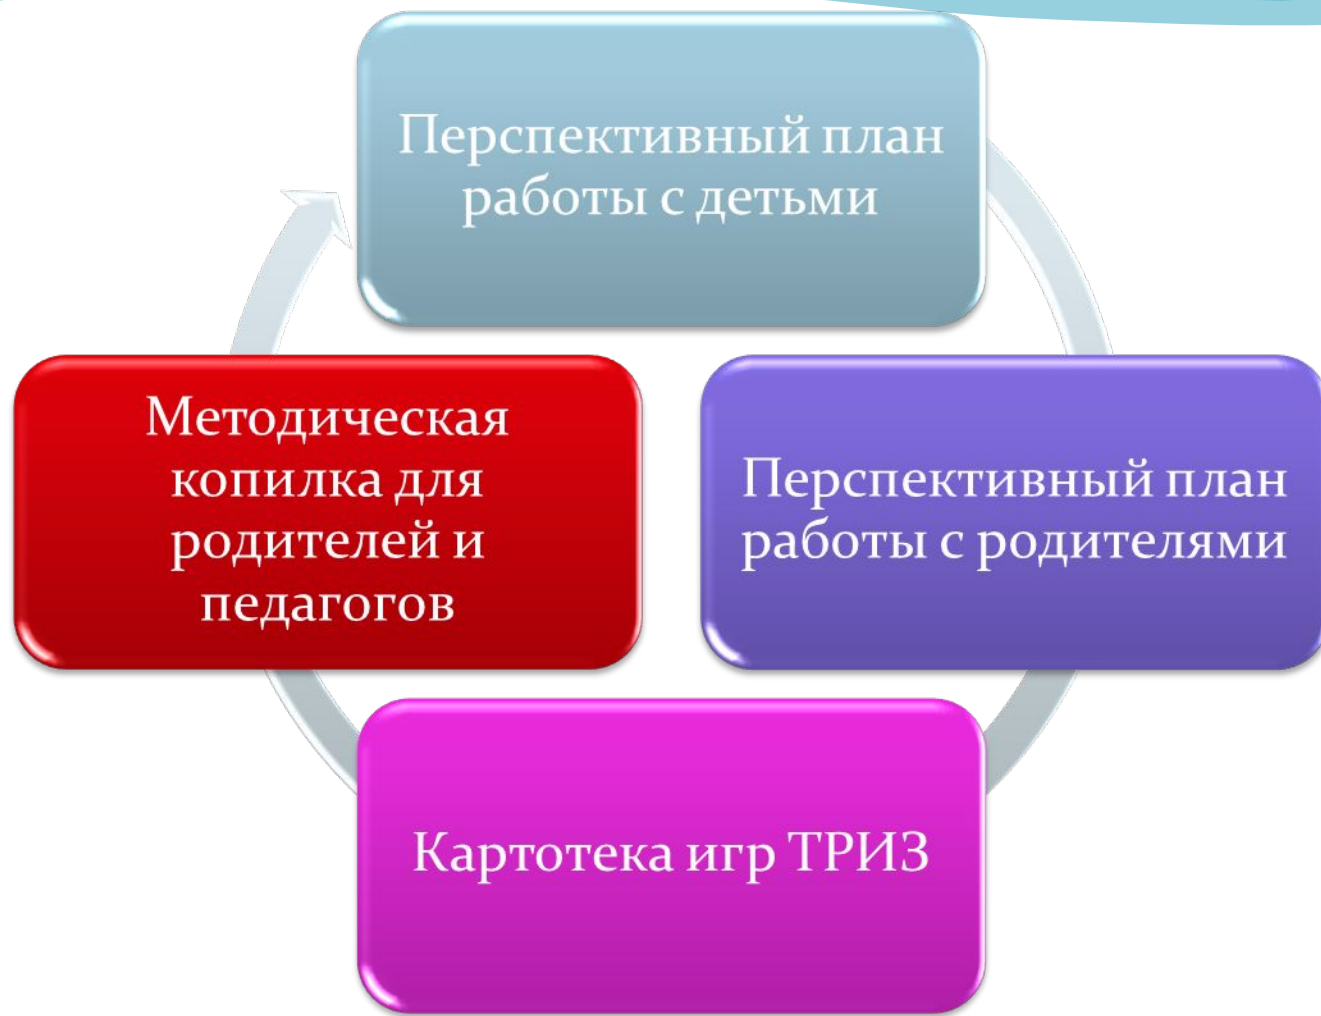 Перспективный план
работы с детьми
Методическая
копилка для
родителей и
педагогов
Перспективный план
работы с родителями
Картотека игр ТРИЗ